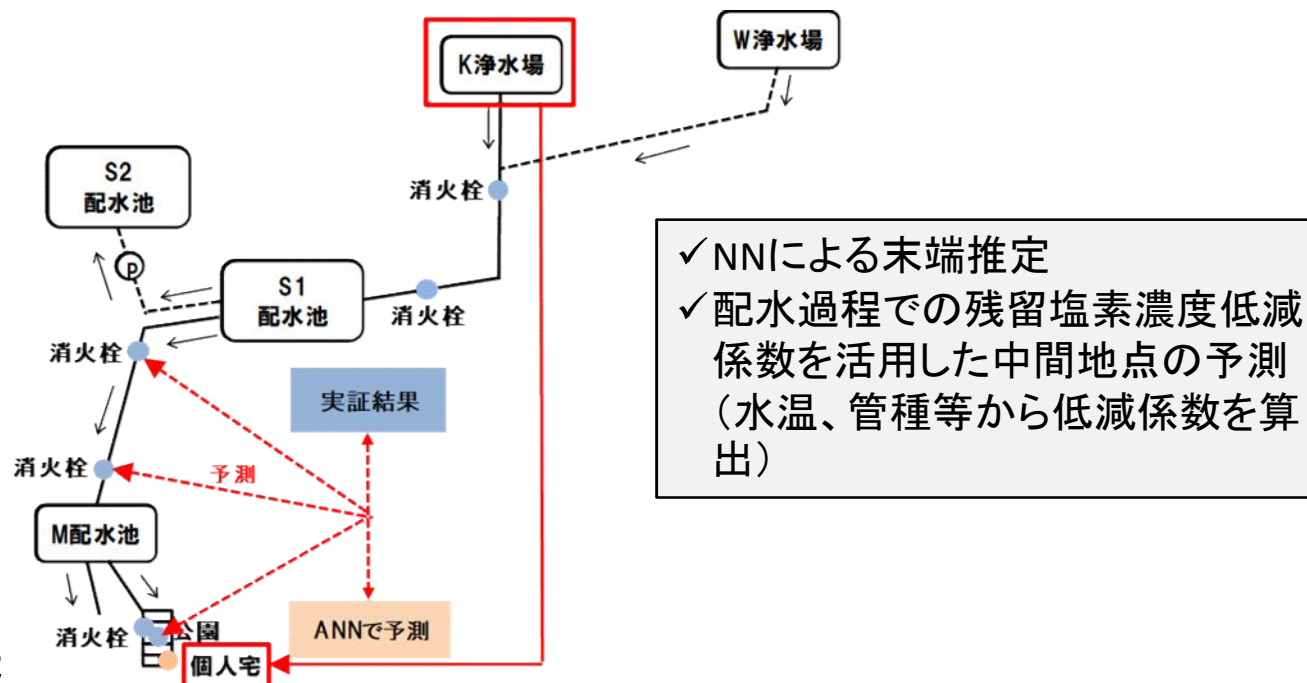 K浄水場
W浄水場
S2
配水池
消火栓
P
S1
配水池
消火栓
消火栓
実証結果
消火栓
予測
M配水池
消火栓
公園
ANNで予測
個人宅
✓NNによる末端推定
✓配水過程での残留塩素濃度低減
係数を活用した中間地点の予測
（水温、管種等から低減係数を算
出）